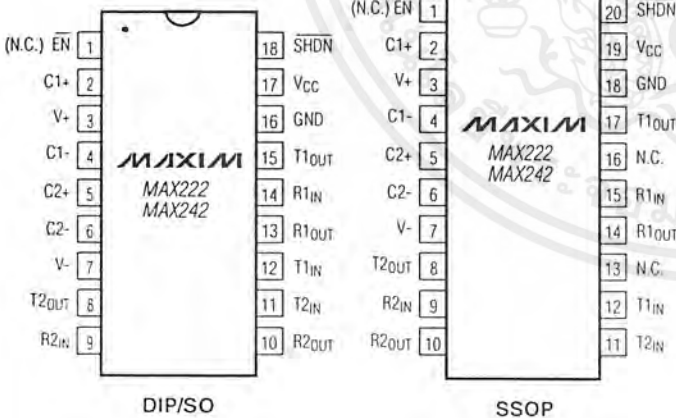 (N.C.) EN 1
C1+ 2
V+ 3
C1- 4
C2+ 5
C2- 6
V- 7
T2OUT 8
R2IN 9
18 SHDN
17 VCC
16 GND
15 T1OUT
14 R1IN
13 R1OUT
12 T1IN
11 T2IN
10 R2OUT
MAXIM
MAX222
MAX242
DIP/SO
(N.C.) EN 1
C1+ 2
V+ 3
C1- 4
C2+ 5
C2- 6
V- 7
T2OUT 8
R2IN 9
R2OUT 10
20 SHDN
19 VCC
18 GND
17 T1OUT
16 N.C.
15 R1IN
14 R1OUT
13 N.C.
12 T1IN
11 T2IN
MAXIM
MAX222
MAX242
SSOP